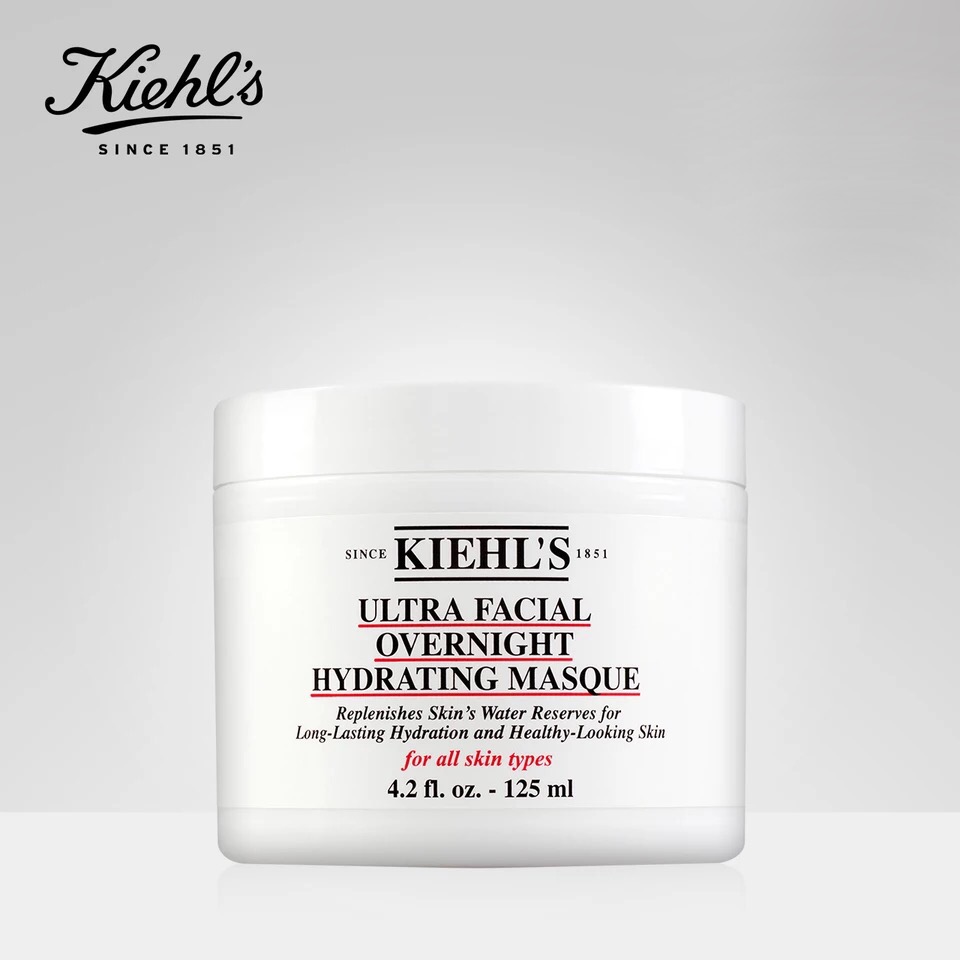 Kiehl's
SINCE 1851
SINCE KIEHL'S 1851
ULTRA FACIAL
OVERNIGHT
HYDRATING MASQUE
Replenishes Skin's Water Reserves for
Long-Lasting Hydration and Healthy-Looking Skin
for all skin types
4.2 fl. oz. - 125 ml